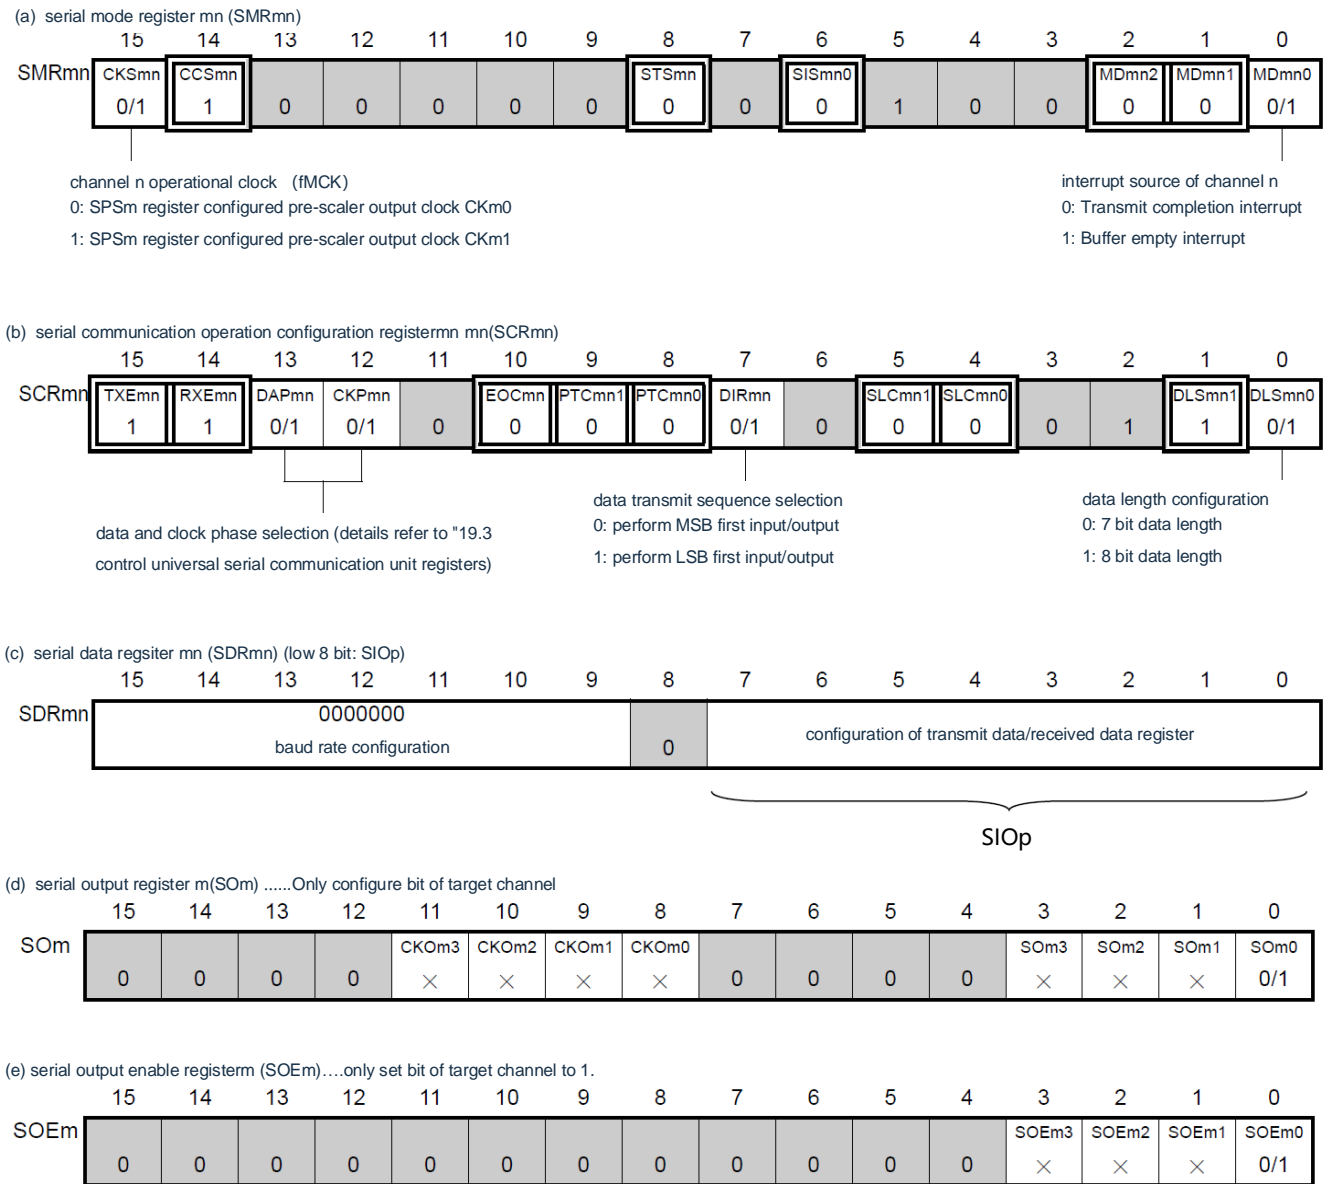 (a) serial mode register mn (SMRmn)
15 14 13 12 11 10 9 8 7 6 5 4 3 2 1 0
SMRmn CKSmn CCSmn STSmn SISmn0 MDmn2 MDmn1 MDmn0
0/1 1 0 0 0 0 0 0 0 0 1 0 0 0 0 0/1
channel n operational clock (fMCK)
0: SPSm register configured pre-scaler output clock CKm0
1: SPSm register configured pre-scaler output clock CKm1
interrupt source of channel n
0: Transmit completion interrupt
1: Buffer empty interrupt
(b) serial communication operation configuration registermn mn(SCRmn)
15 14 13 12 11 10 9 8 7 6 5 4 3 2 1 0
SCRmn TXEmn RXEmn DAPmn CKPmn EOCmn PTCmn1 PTCmn0 DIRmn SLCmn1 SLCmn0 DLSmn1 DLSmn0
1 1 0/1 0/1 0 0 0 0 0/1 0 0 0 0 1 1 0/1
data and clock phase selection (details refer to "19.3
control universal serial communication unit registers)
data transmit sequence selection
0: perform MSB first input/output
1: perform LSB first input/output
data length configuration
0: 7 bit data length
1: 8 bit data length
(c) serial data regsiter mn (SDRmn) (low 8 bit: SIOp)
15 14 13 12 11 10 9 8 7 6 5 4 3 2 1 0
SDRmn 0000000
baud rate configuration 0 configuration of transmit data/received data register
SIOp
(d) serial output register m(SOm) ......Only configure bit of target channel
15 14 13 12 11 10 9 8 7 6 5 4 3 2 1 0
SOm CKOm3 CKOm2 CKOm1 CKOm0 SOm3 SOm2 SOm1 SOm0
0 0 0 0 × × × × 0 0 0 0 × × × 0/1
(e) serial output enable registerm (SOEm)....only set bit of target channel to 1.
15 14 13 12 11 10 9 8 7 6 5 4 3 2 1 0
SOEm SOEm3 SOEm2 SOEm1 SOEm0
0 0 0 0 0 0 0 0 0 0 0 0 × × × 0/1